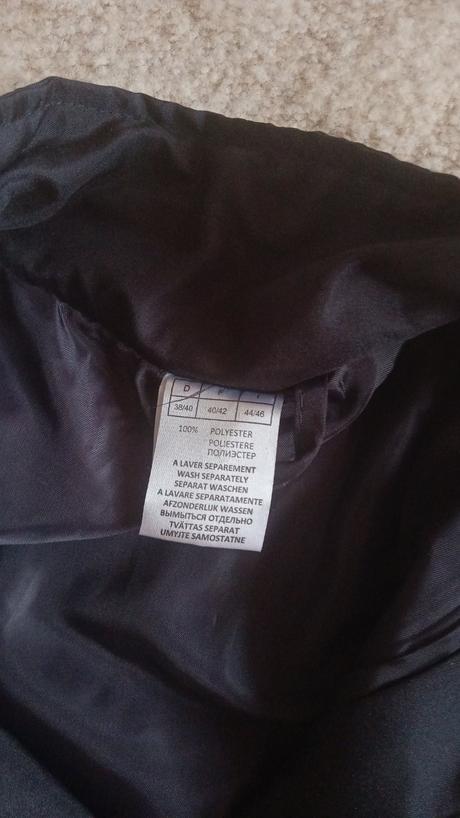 D F I
38/40 40/42 44/46
100% POLYESTER
POLIESTERE
ПОЛИЭСТЕР
A LAVER SEPAREMENT
WASH SEPARATELY
SEPARAT WASCHEN
A LAVARE SEPARATAMENTE
AFZONDERLIJK WASSEN
ВЫМЫТЬСЯ ОТДЕЛЬНО
TVÄTTAS SEPARAT
UMYJTE SAMOSTATNE